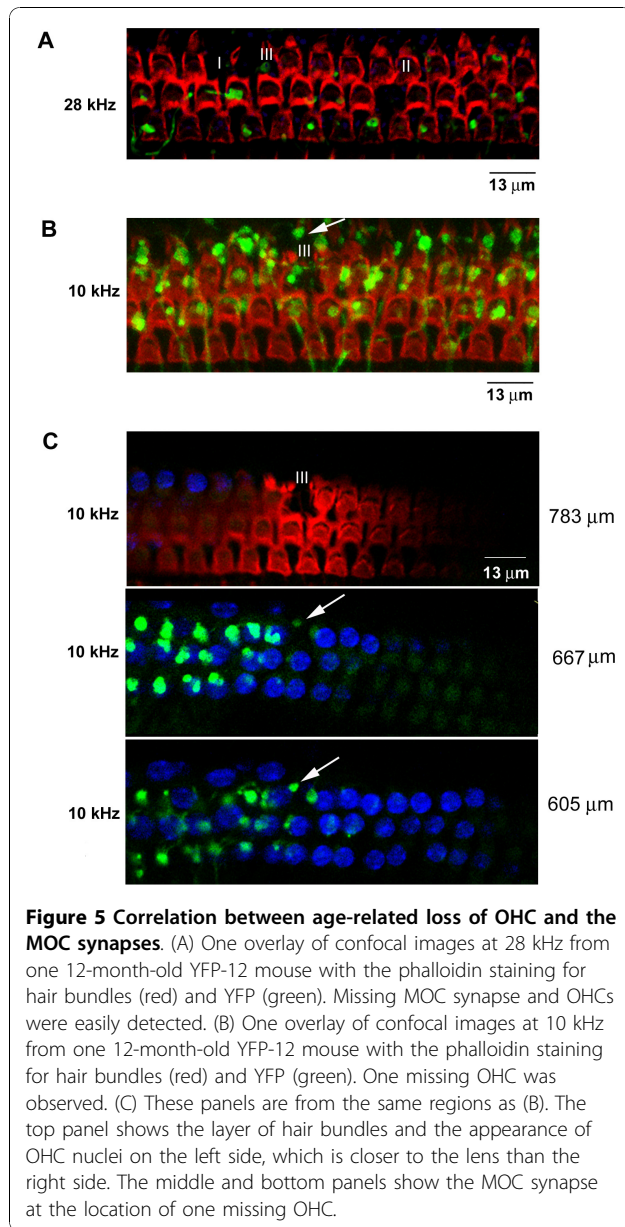 A
I
III
II
28 kHz
13 μm
B
III
10 kHz
13 μm
C
III
10 kHz
783 μm
13 μm
10 kHz
667 μm
10 kHz
605 μm
Figure 5 Correlation between age-related loss of OHC and the
MOC synapses. (A) One overlay of confocal images at 28 kHz from
one 12-month-old YFP-12 mouse with the phalloidin staining for
hair bundles (red) and YFP (green). Missing MOC synapse and OHCs
were easily detected. (B) One overlay of confocal images at 10 kHz
from one 12-month-old YFP-12 mouse with the phalloidin staining
for hair bundles (red) and YFP (green). One missing OHC was
observed. (C) These panels are from the same regions as (B). The
top panel shows the layer of hair bundles and the appearance of
OHC nuclei on the left side, which is closer to the lens than the
right side. The middle and bottom panels show the MOC synapse
at the location of one missing OHC.